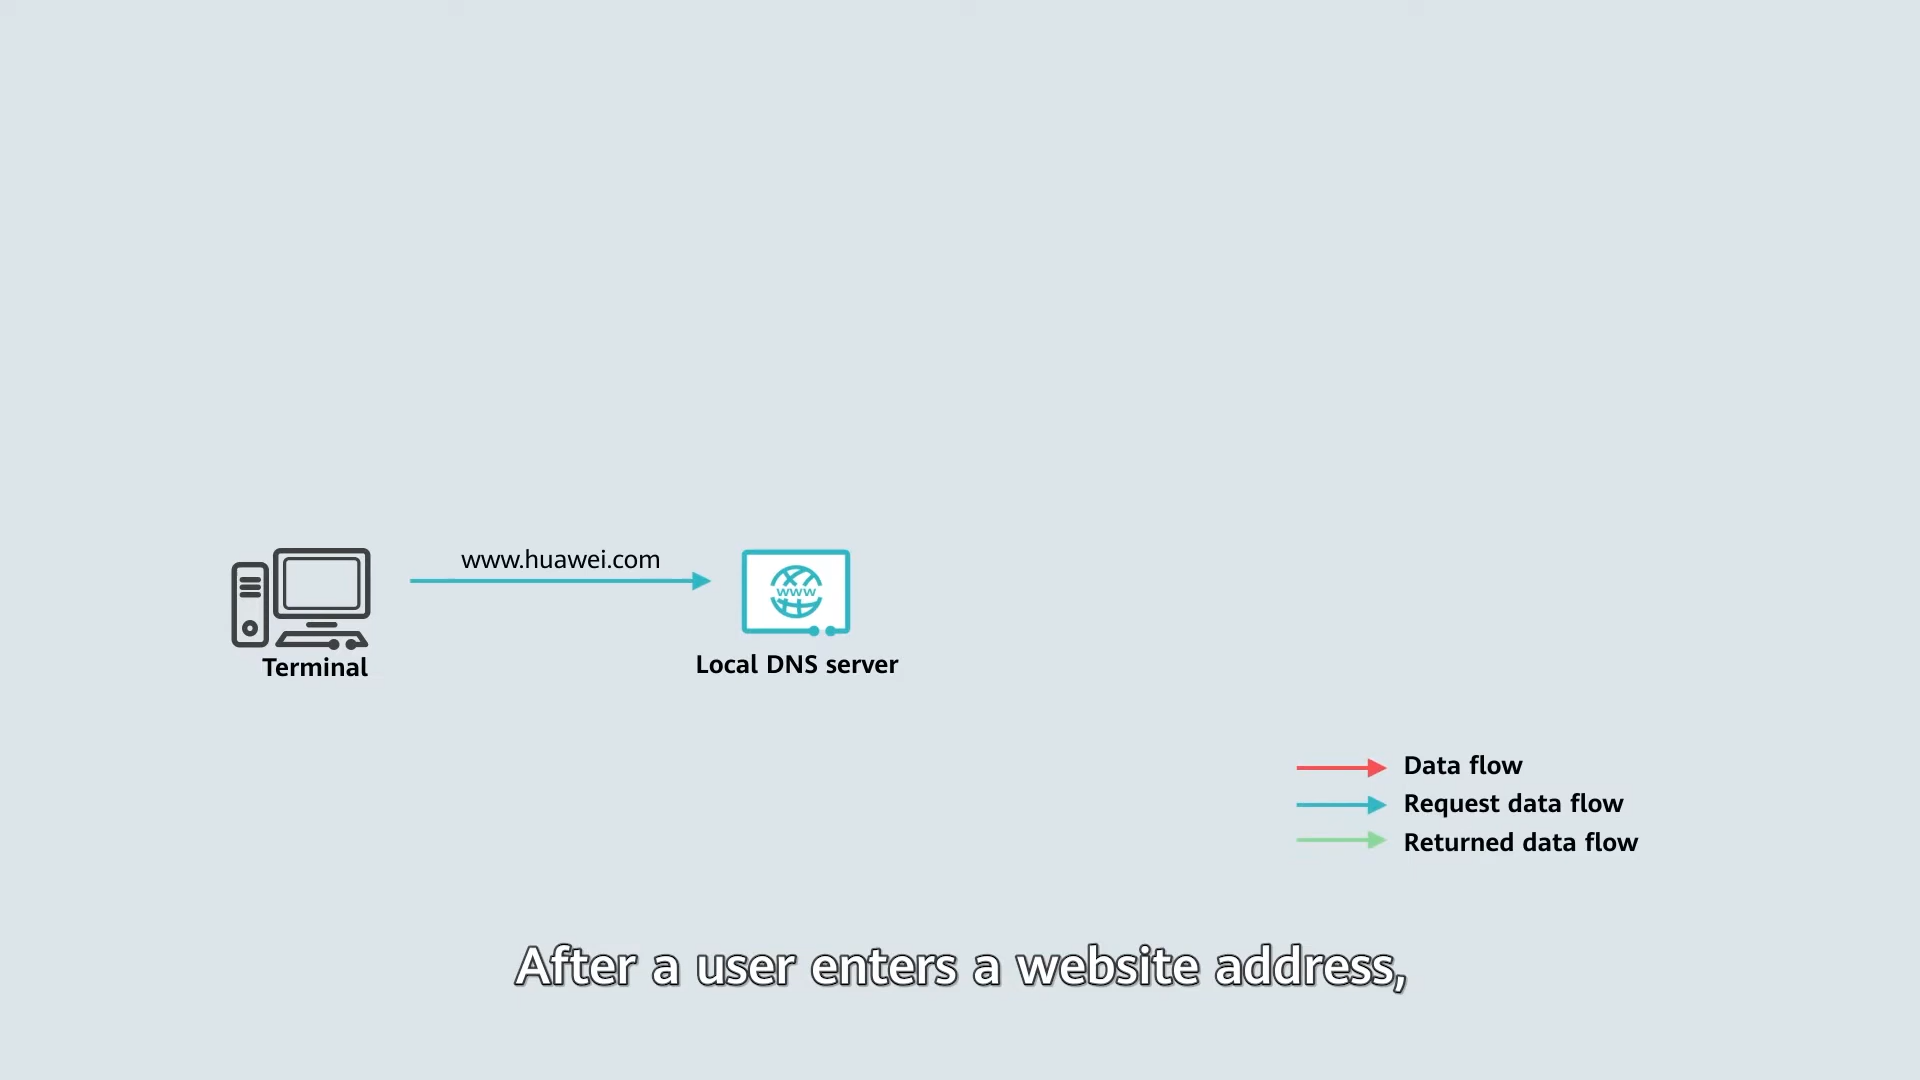 www.huawei.com
www
Terminal
Local DNS server
Data flow
Request data flow
Returned data flow
After a user enters a website address,